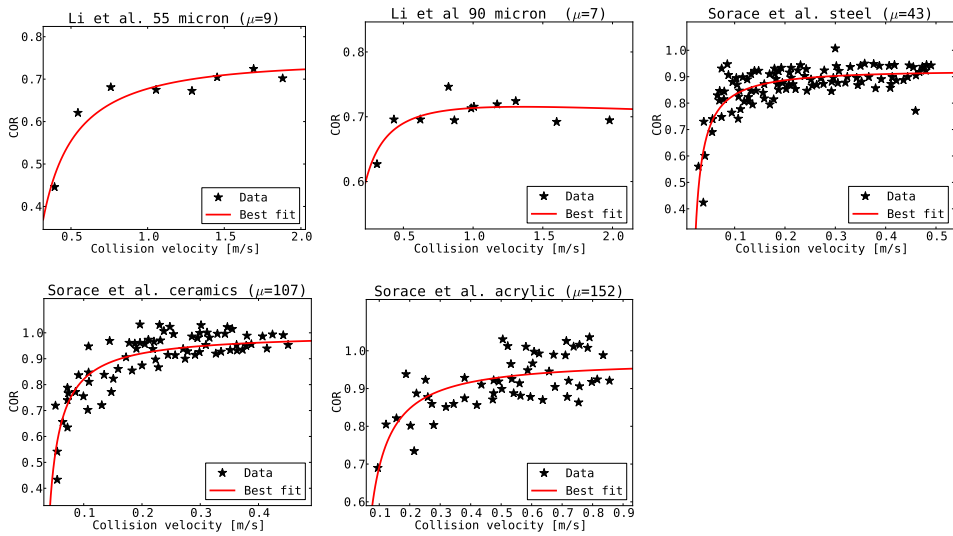 Li et al. 55 micron (μ=9)
0.8
0.7
0.6
0.5
0.4
COR
Data
Best fit
0.5 1.0 1.5 2.0
Collision velocity [m/s]
Li et al 90 micron (μ=7)
0.8
0.7
0.6
COR
Data
Best fit
0.5 1.0 1.5 2.0
Collision velocity [m/s]
Sorace et al. steel (μ=43)
1.0
0.9
0.8
0.7
0.6
0.5
0.4
COR
Data
Best fit
0.1 0.2 0.3 0.4 0.5
Collision velocity [m/s]
Sorace et al. ceramics (μ=107)
1.0
0.9
0.8
0.7
0.6
0.5
0.4
COR
Data
Best fit
0.1 0.2 0.3 0.4
Collision velocity [m/s]
Sorace et al. acrylic (μ=152)
1.0
0.9
0.8
0.7
0.6
COR
Data
Best fit
0.1 0.2 0.3 0.4 0.5 0.6 0.7 0.8 0.9
Collision velocity [m/s]